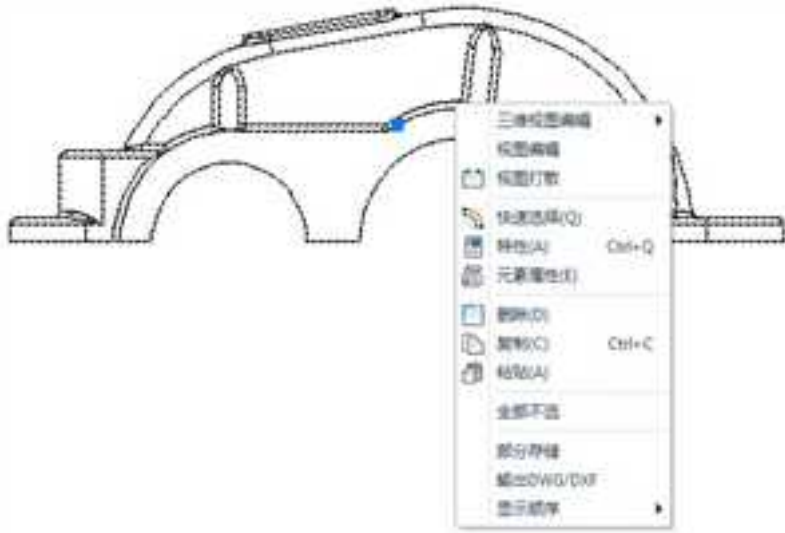 三维视图编辑
视图编辑
视图打散
快速选择(Q)
特性(A) Ctrl+Q
元素属性(E)
删除(D)
复制(C) Ctrl+C
粘贴(A)
全部不选
部分存储
输出DWG/DXF
显示顺序